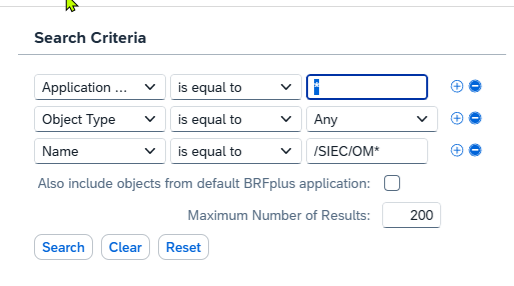 Search Criteria
Application ... is equal to *
Object Type is equal to Any
Name is equal to /SIEC/OM*
Also include objects from default BRFplus application:
Maximum Number of Results: 200
Search Clear Reset